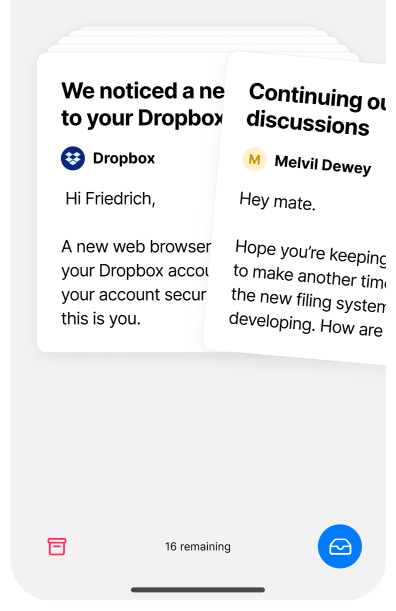 We noticed a ne
to your Dropbox
Dropbox
Hi Friedrich,
A new web browser
your Dropbox accou
your account secur
this is you.
Continuing ou
discussions
M
Melvil Dewey
Hey mate.
Hope you’re keeping
to make another time
the new filing system
developing. How are
16 remaining